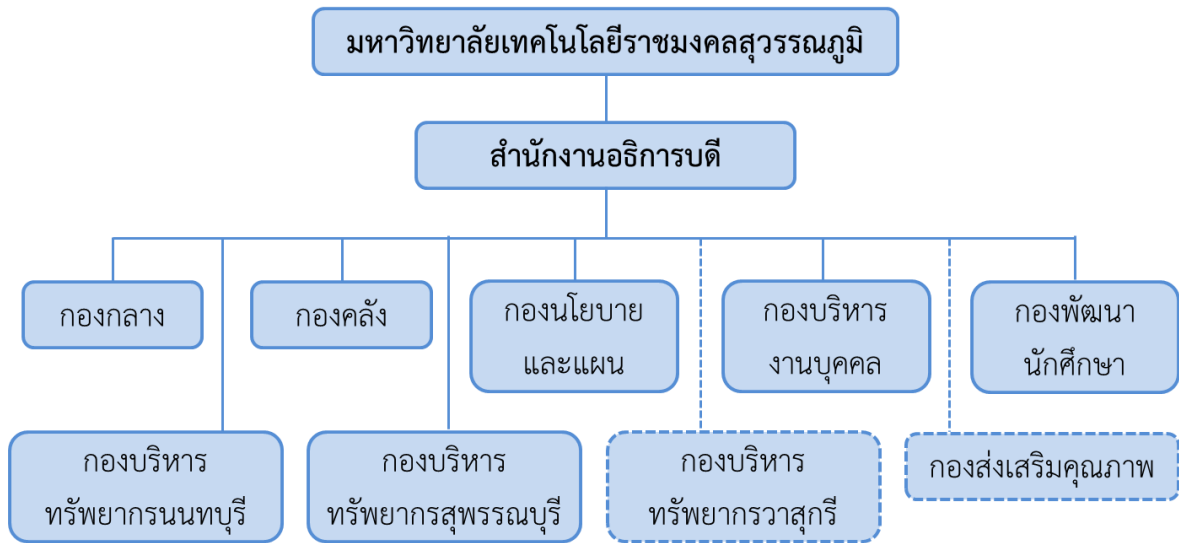 มหาวิทยาลัยเทคโนโลยีราชมงคลสุวรรณภูมิ
สำนักงานอธิการบดี
กองกลาง
กองคลัง
กองนโยบาย
และแผน
กองบริหาร
งานบุคคล
กองพัฒนา
นักศึกษา
กองบริหาร
ทรัพยากรนนทบุรี
กองบริหาร
ทรัพยากรสุพรรณบุรี
กองบริหาร
ทรัพยากรวาสุกรี
กองส่งเสริมคุณภาพ